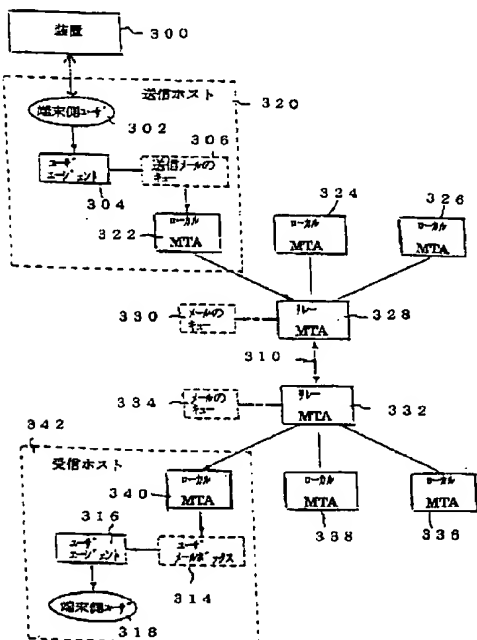 装置
300
送信ホスト
320
端末側ユーザ
302
306
ユーザ
エージェント
送信メールの
キュー
304
324
326
322
ローカル
MTA
ローカル
MTA
ローカル
MTA
330
メールの
キュー
リレー
MTA
328
310
334
メールの
キュー
リレー
MTA
332
342
受信ホスト
340
ローカル
MTA
ローカル
MTA
ローカル
MTA
316
338
336
ユーザ
エージェント
ユーザ
メールボックス
314
端末側ユーザ
318